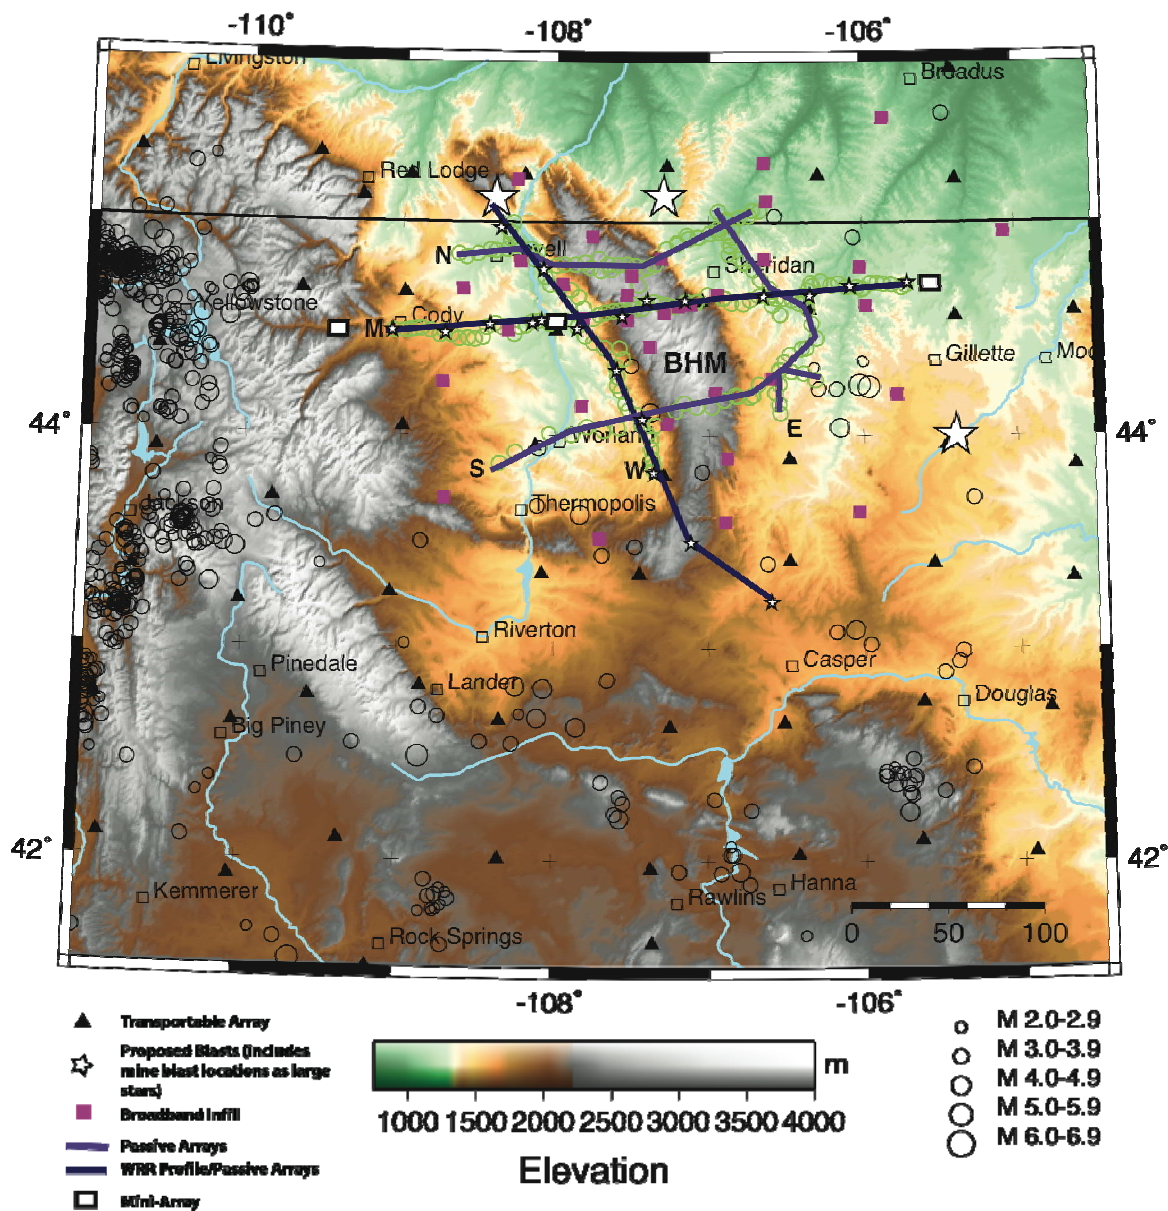 -110° -108° -106°
Livingston
Broadus
Red Lodge
N
Sheridan
Yellowstone
Cody
M
Gillette
Moo
BHM
44°
44°
E
Worland
S
W
Jackson
Thermopolis
Riverton
Pinedale
Casper
Lander
Douglas
Big Piney
42°
42°
Kemmerer
Hanna
Rawlins
Rock Springs
0 50 100
-108° -106°
Transportable Array
Proposed Blasts (includes
mine blast locations as large
stars)
Broadband Infill
Passive Arrays
WRR Profile/Passive Arrays
Mini-Array
m
1000 1500 2000 2500 3000 3500 4000
Elevation
M 2.0-2.9
M 3.0-3.9
M 4.0-4.9
M 5.0-5.9
M 6.0-6.9